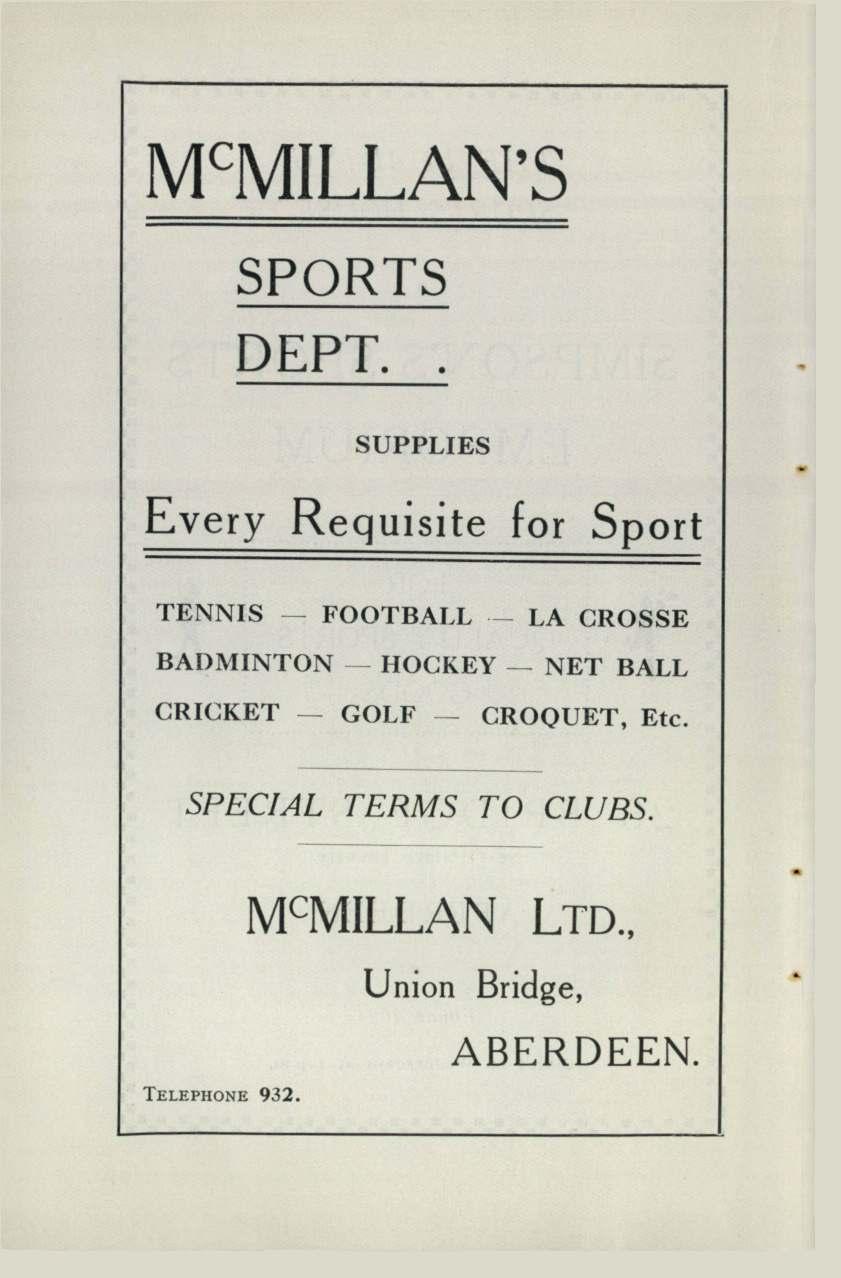 McMILLAN'S
SPORTS
DEPT. .
SUPPLIES
Every Requisite for Sport
TENNIS — FOOTBALL — LA CROSSE
BADMINTON — HOCKEY — NET BALL
CRICKET — GOLF — CROQUET, Etc.
SPECIAL TERMS TO CLUBS.
McMILLAN LTD.,
Union Bridge,
ABERDEEN.
TELEPHONE 932.